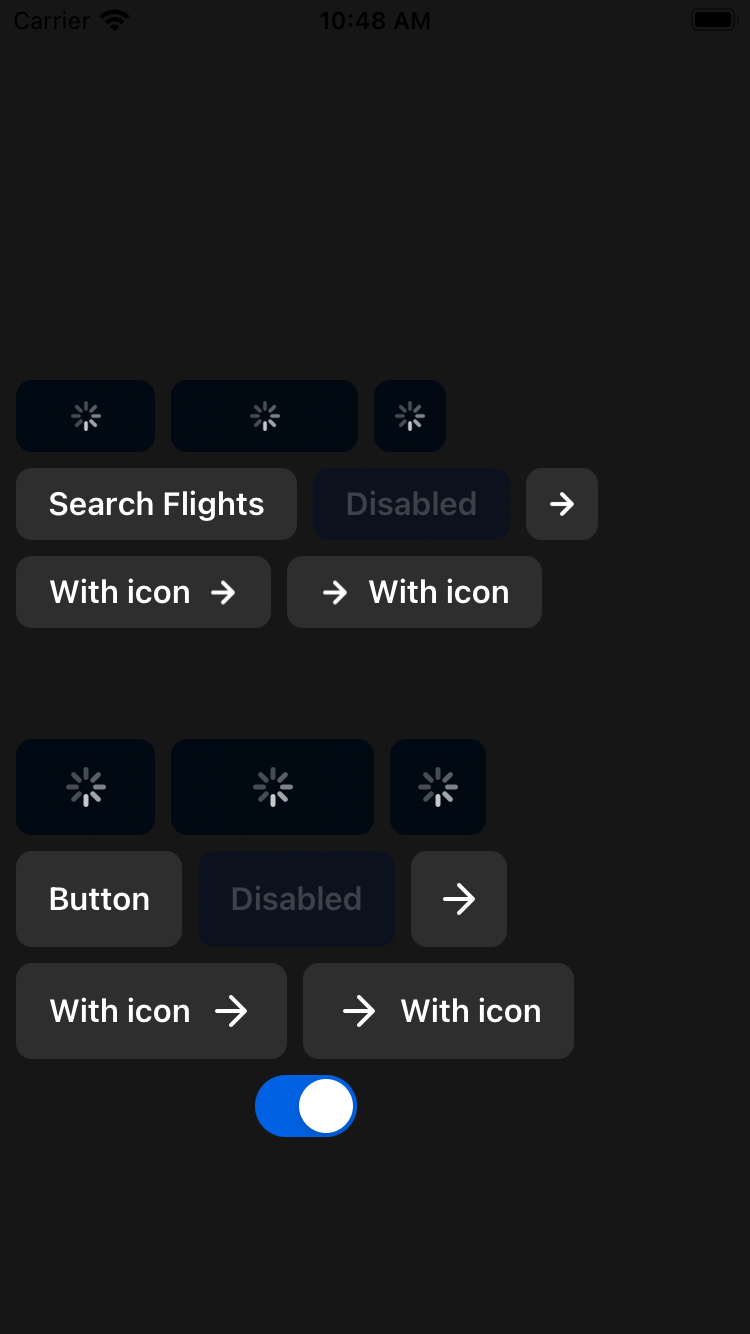 Carrier 10:48 AM
Search Flights Disabled
With icon With icon
Button Disabled
With icon With icon